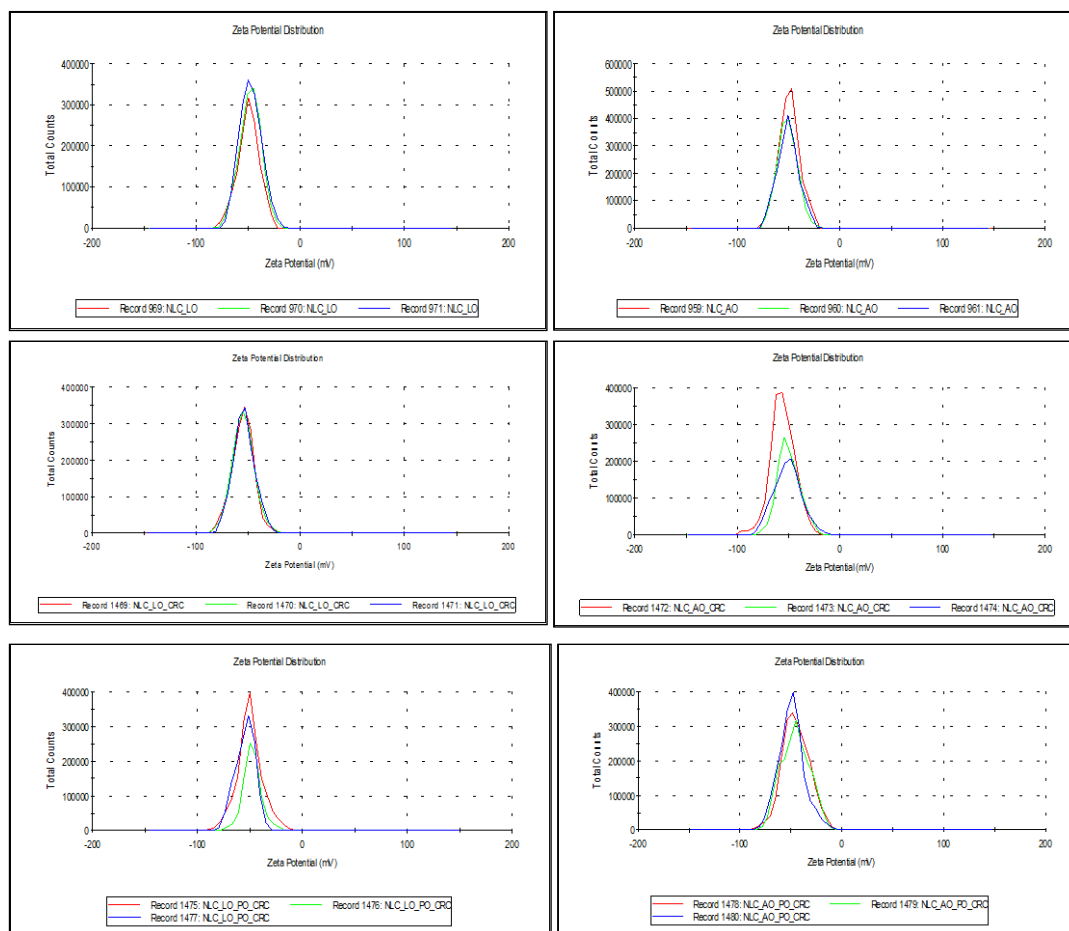 Zeta Potential Distribution
400000
300000
200000
100000
0
-200 -100 0 100 200
Total Counts
Zeta Potential (mV)
Record 969: NLC_LO Record 970: NLC_LO Record 971: NLC_LO
Zeta Potential Distribution
600000
500000
400000
300000
200000
100000
0
-200 -100 0 100 200
Total Counts
Zeta Potential (mV)
Record 959: NLC_AO Record 960: NLC_AO Record 961: NLC_AO
Zeta Potential Distribution
400000
300000
200000
100000
0
-200 -100 0 100 200
Total Counts
Zeta Potential (mV)
Record 1469: NLC_LO_CRC Record 1470: NLC_LO_CRC Record 1471: NLC_LO_CRC
Zeta Potential Distribution
400000
300000
200000
100000
0
-200 -100 0 100 200
Total Counts
Zeta Potential (mV)
Record 1472: NLC_AO_CRC Record 1473: NLC_AO_CRC Record 1474: NLC_AO_CRC
Zeta Potential Distribution
400000
300000
200000
100000
0
-200 -100 0 100 200
Total Counts
Zeta Potential (mV)
Record 1475: NLC_LO_PO_CRC Record 1476: NLC_LO_PO_CRC
Record 1477: NLC_LO_PO_CRC
Zeta Potential Distribution
400000
300000
200000
100000
0
-200 -100 0 100 200
Total Counts
Zeta Potential (mV)
Record 1478: NLC_AO_PO_CRC Record 1479: NLC_AO_PO_CRC
Record 1480: NLC_AO_PO_CRC